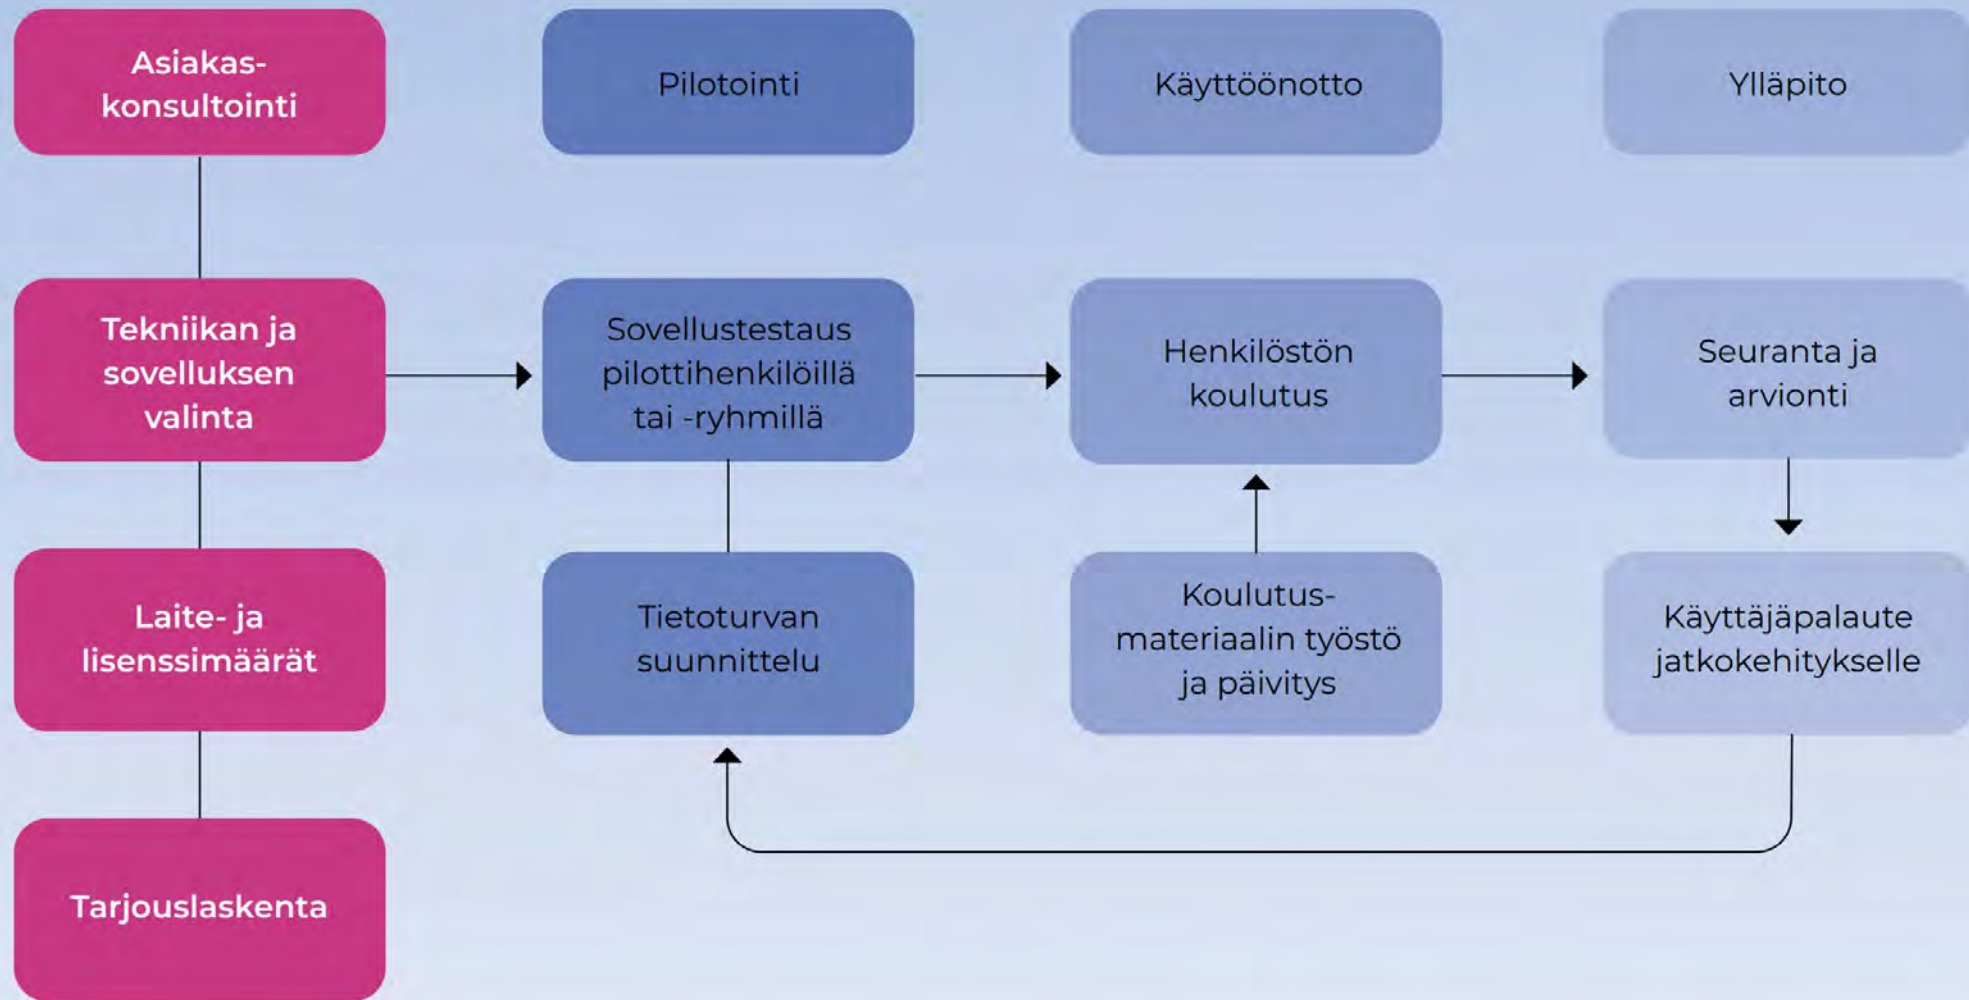 Asiakas-
konsultointi
Pilotointi
Käyttöönotto
Ylläpito
Tekniikan ja
sovelluksen
valinta
Sovellustestaus
pilottihenkilöillä
tai -ryhmillä
Henkilöstön
koulutus
Seuranta ja
arvionti
Laite- ja
lisenssimäärät
Tietoturvan
suunnittelu
Koulutus-
materiaalin työstö
ja päivitys
Käyttäjäpalaute
jatkokehitykselle
Tarjouslaskenta